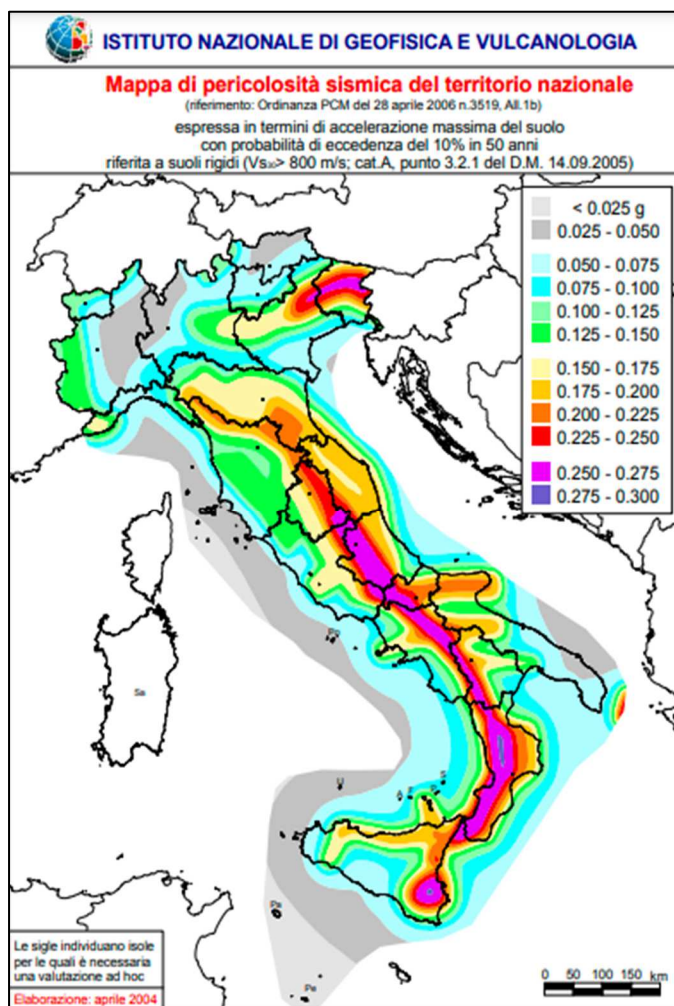 ISTITUTO NAZIONALE DI GEOFISICA E VULCANOLOGIA
Mappa di pericolosità sismica del territorio nazionale
(riferimento: Ordinanza PCM del 28 aprile 2006 n.3519, All.1b)
espressa in termini di accelerazione massima del suolo
con probabilità di eccedenza del 10% in 50 anni
riferita a suoli rigidi (Vs30> 800 m/s; cat.A, punto 3.2.1 del D.M. 14.09.2005)
< 0.025 g
0.025 - 0.050
0.050 - 0.075
0.075 - 0.100
0.100 - 0.125
0.125 - 0.150
0.150 - 0.175
0.175 - 0.200
0.200 - 0.225
0.225 - 0.250
0.250 - 0.275
0.275 - 0.300
Sa
U
A
F
P
S
Pa
Pe
Le sigle individuano isole
per le quali è necessaria
una valutazione ad hoc
Elaborazione: aprile 2004
0 50 100 150 km